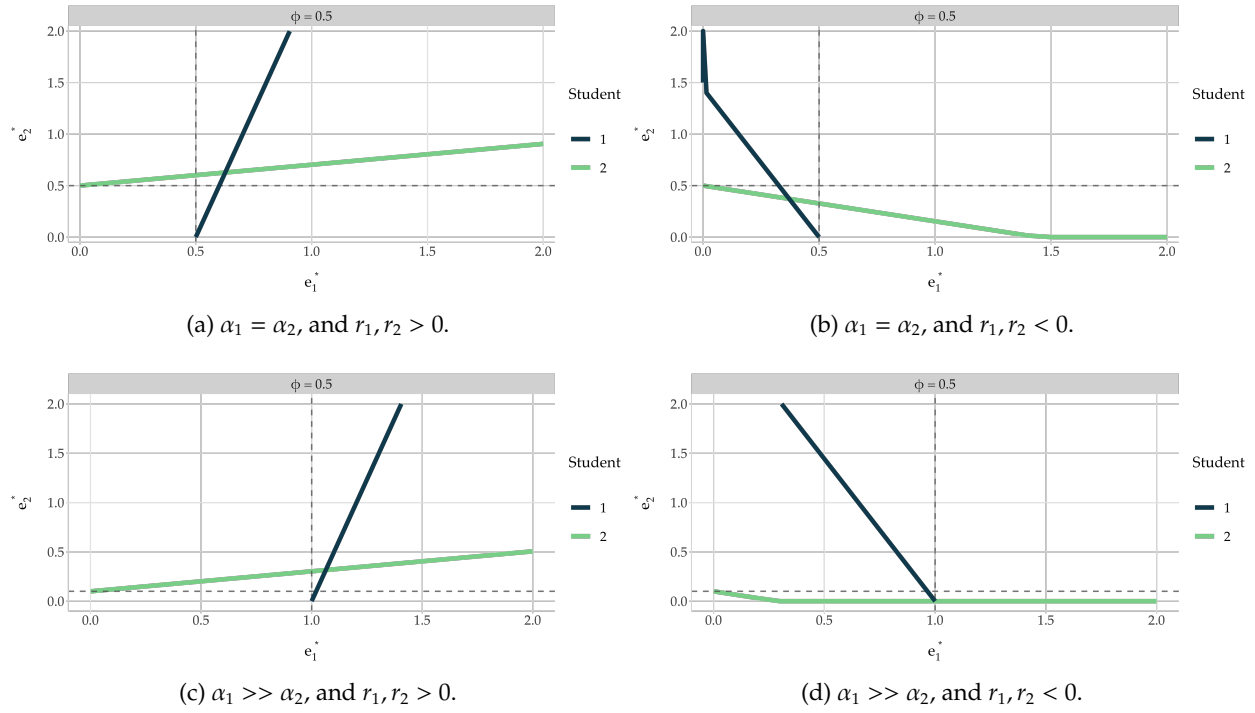 ϕ = 0.5
2.0
1.5
1.0
0.5
0.0
e₂*
0.0 0.5 1.0 1.5 2.0
e₁*
Student
1
2
(a) α₁ = α₂, and r₁, r₂ > 0.
ϕ = 0.5
2.0
1.5
1.0
0.5
0.0
e₂*
0.0 0.5 1.0 1.5 2.0
e₁*
Student
1
2
(b) α₁ = α₂, and r₁, r₂ < 0.
ϕ = 0.5
2.0
1.5
1.0
0.5
0.0
e₂*
0.0 0.5 1.0 1.5 2.0
e₁*
Student
1
2
(c) α₁ >> α₂, and r₁, r₂ > 0.
ϕ = 0.5
2.0
1.5
1.0
0.5
0.0
e₂*
0.0 0.5 1.0 1.5 2.0
e₁*
Student
1
2
(d) α₁ >> α₂, and r₁, r₂ < 0.